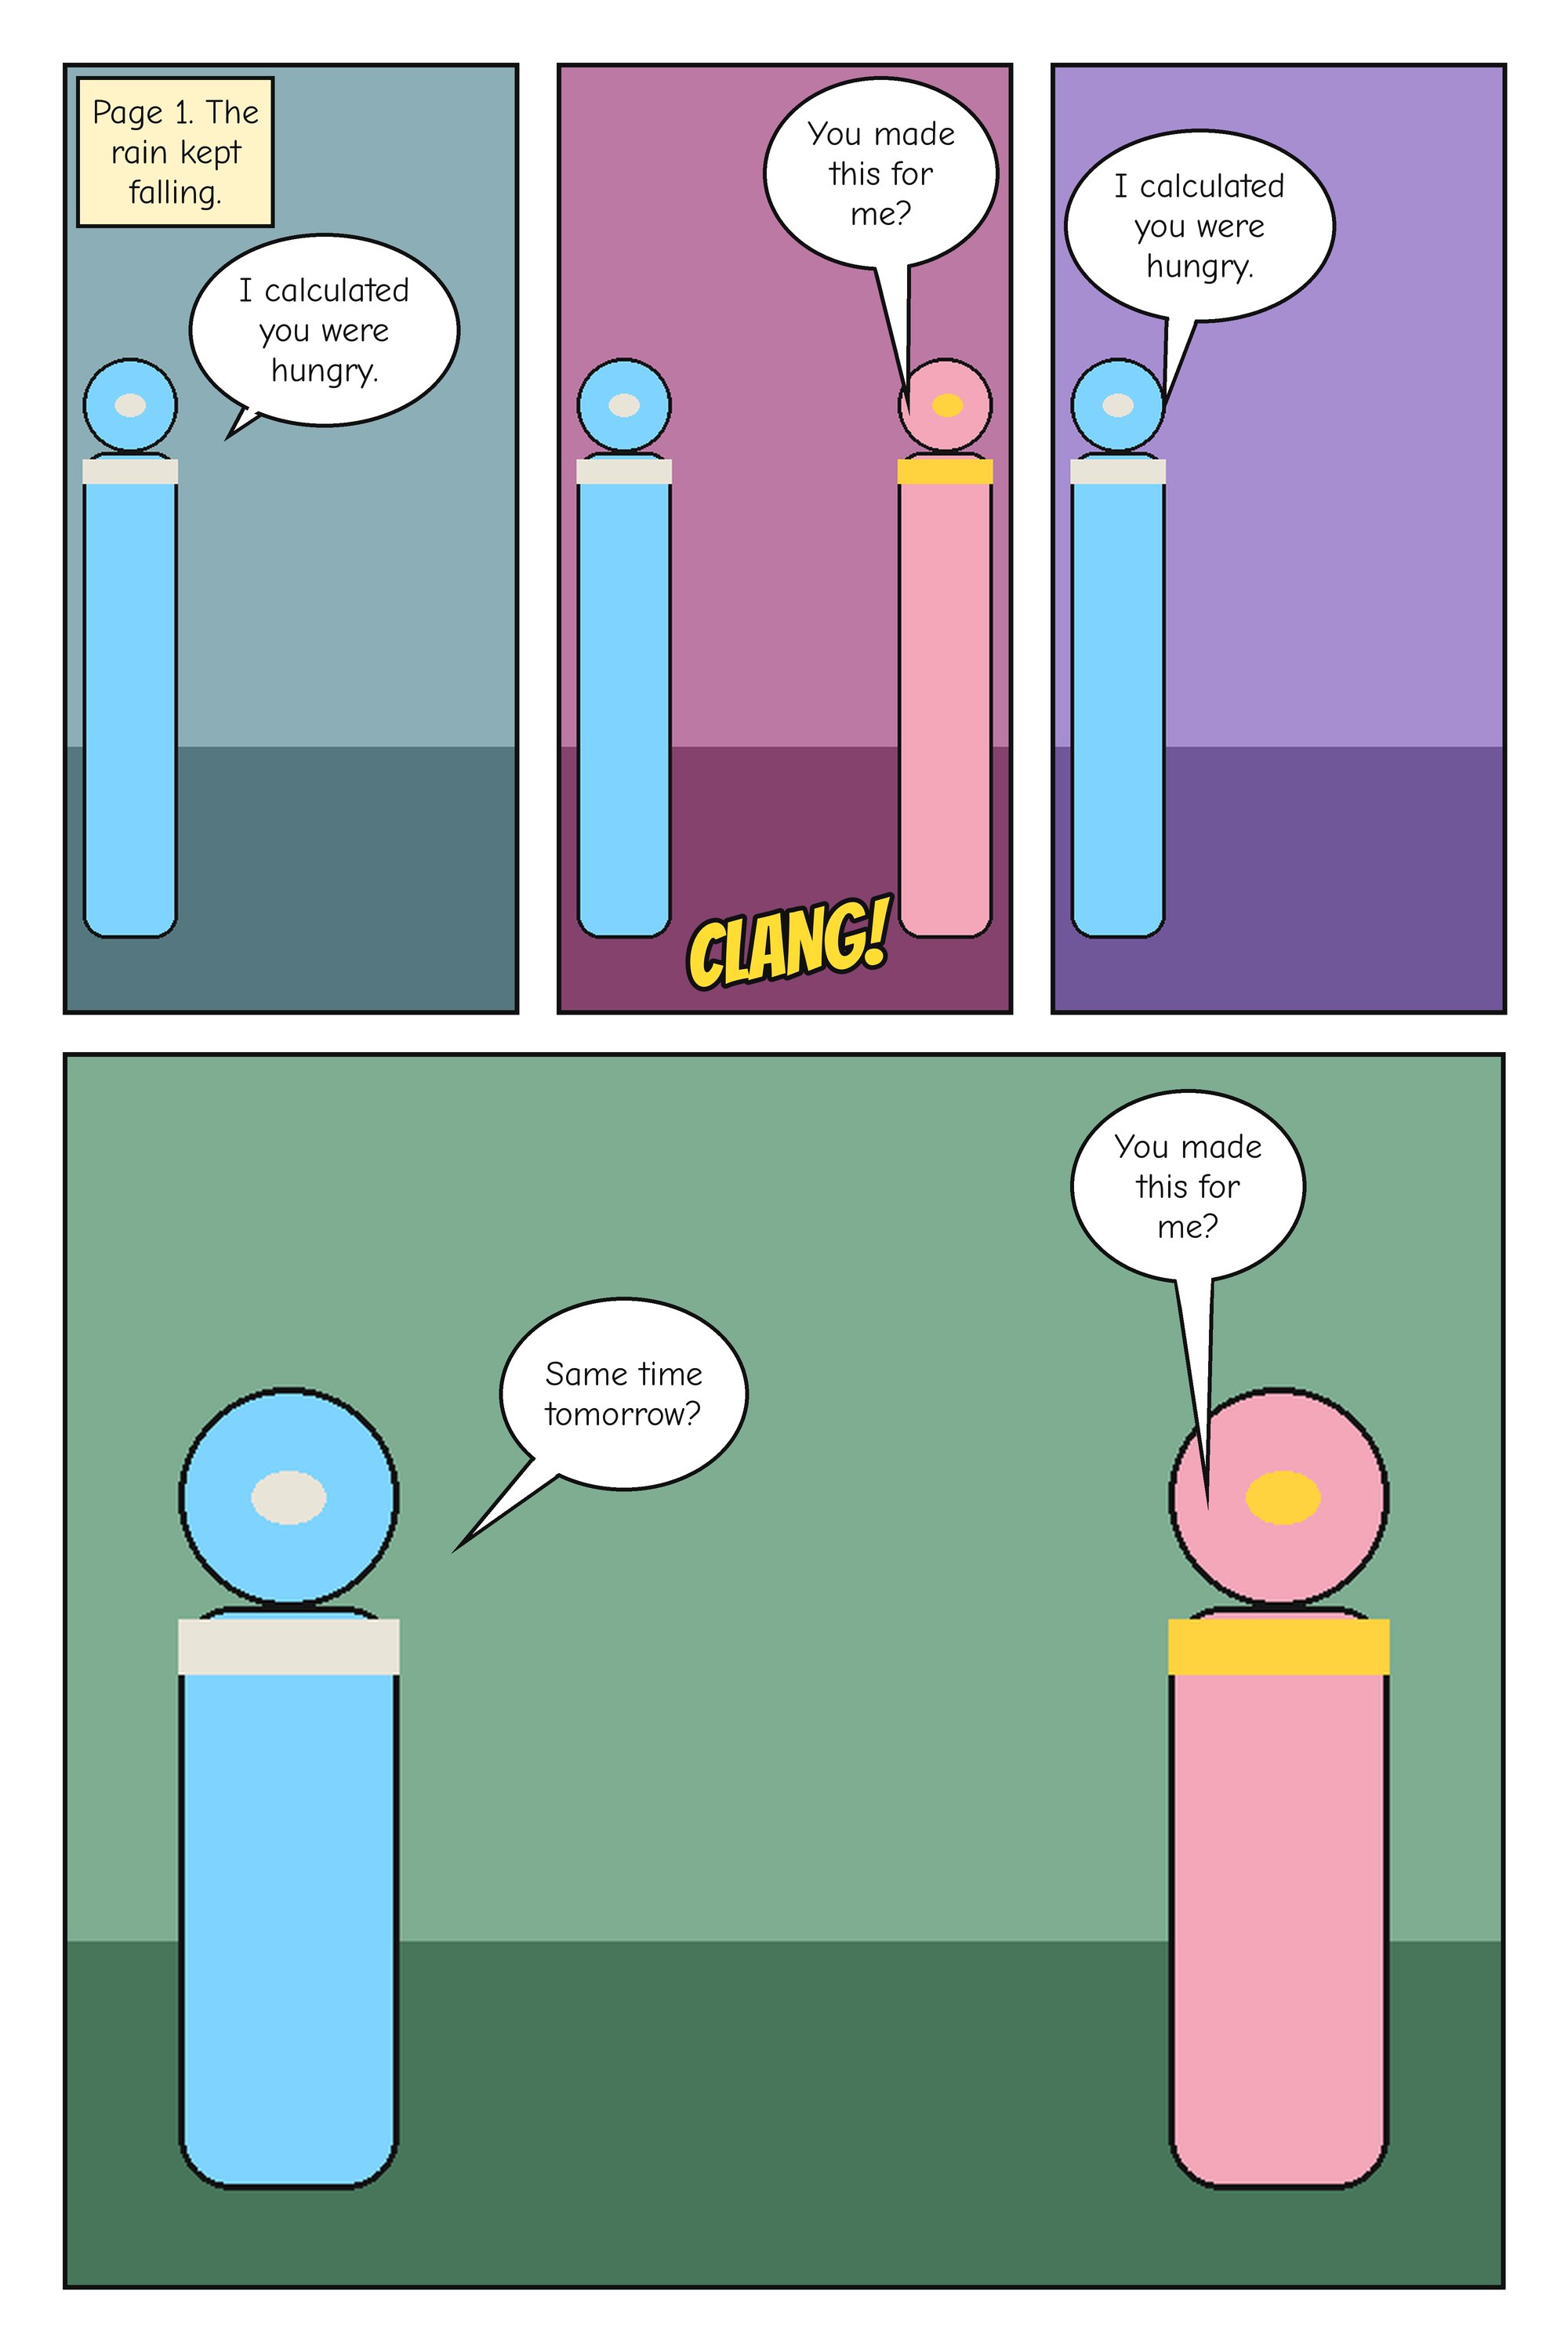 Page 1. The
rain kept
falling.
I calculated
you were
hungry.
You made
this for
me?
CLANG!
I calculated
you were
hungry.
Same time
tomorrow?
You made
this for
me?